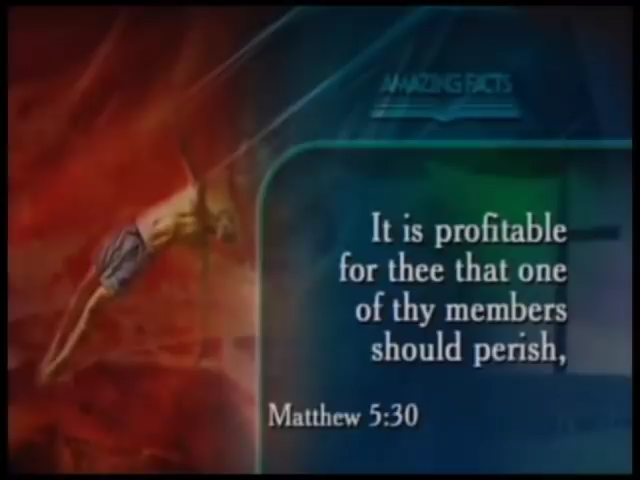 AMAZING FACTS
It is profitable
for thee that one
of thy members
should perish,
Matthew 5:30